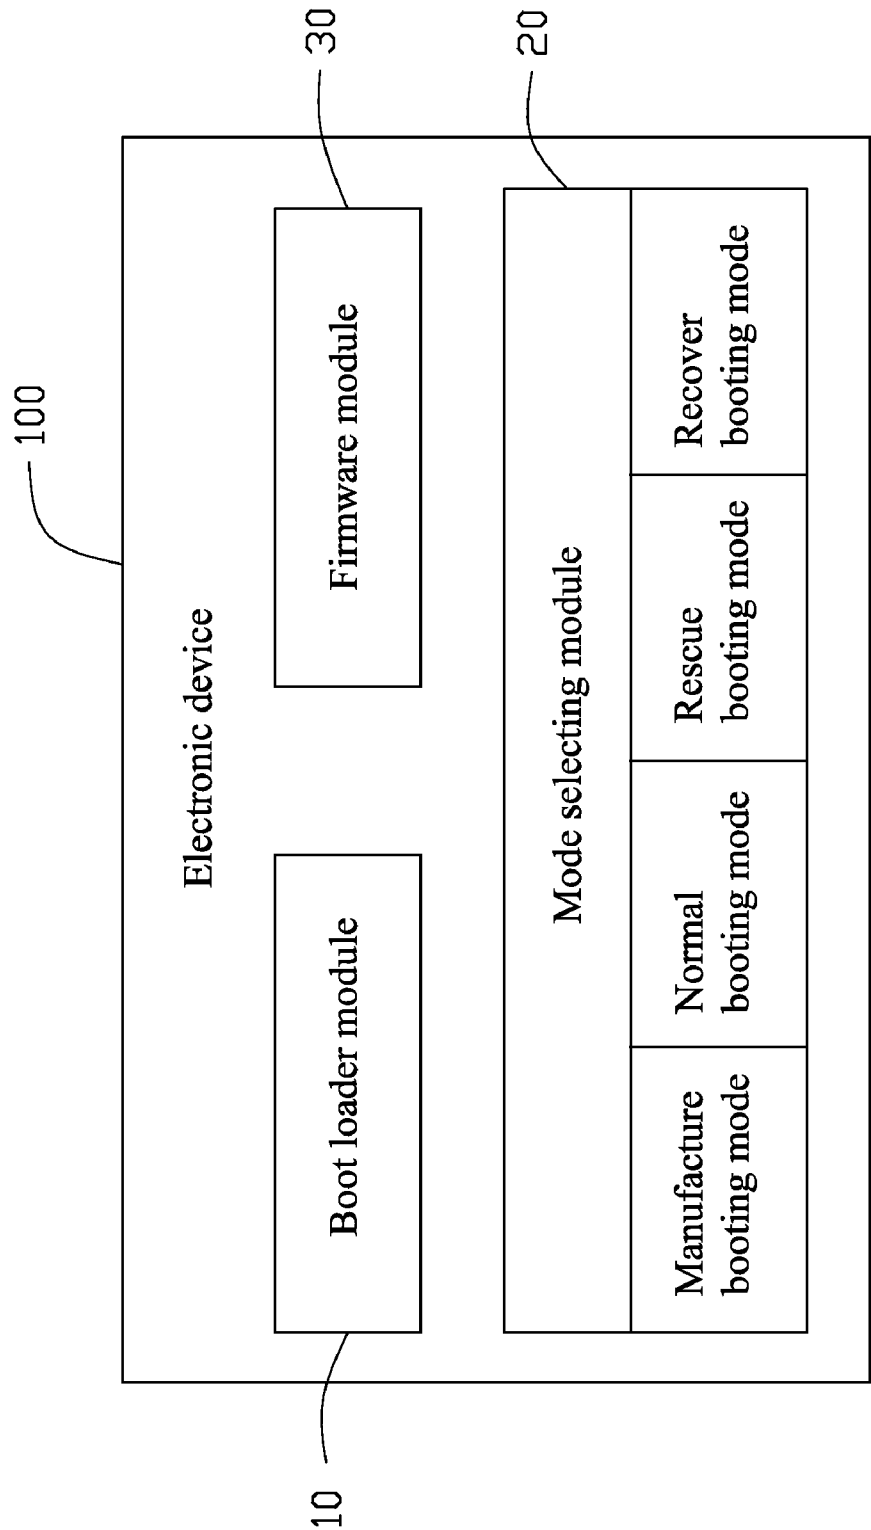 100
Electronic device
10
Boot loader module
Firmware module
30
Mode selecting module
20
Manufacture
booting mode
Normal
booting mode
Rescue
booting mode
Recover
booting mode